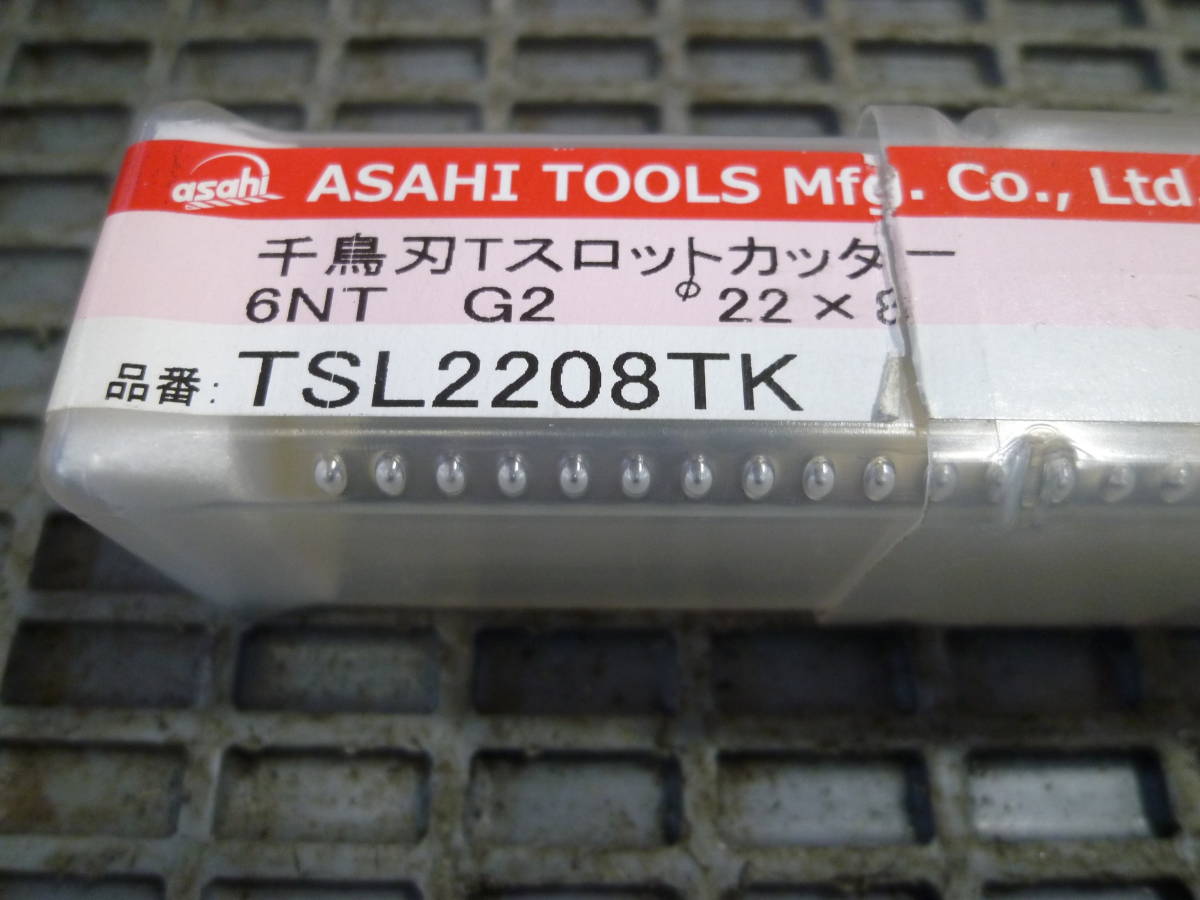 asahi ASAHI TOOLS Mfg. Co., Ltd.
千鳥刃Tスロットカッター
6NT G2 φ22×8
品番: TSL2208TK